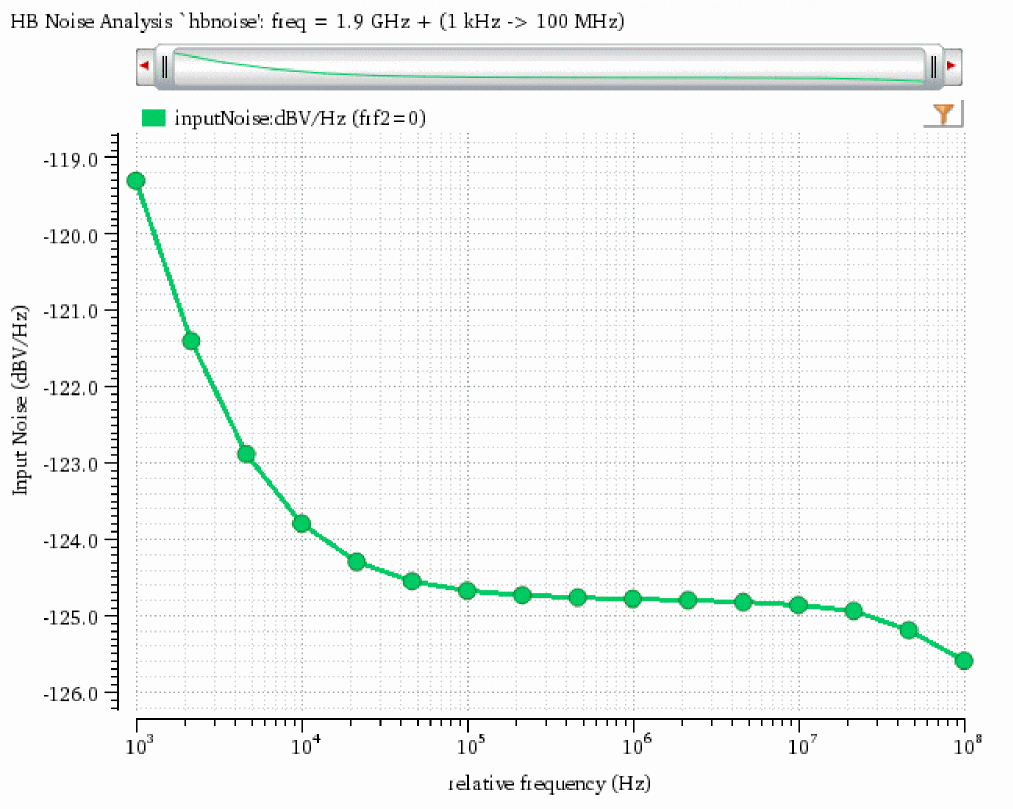 HB Noise Analysis `hbnoise': freq = 1.9 GHz + (1 kHz -> 100 MHz)
inputNoise:dBV/Hz (frf2=0)
Input Noise (dBV/Hz)
-119.0
-120.0
-121.0
-122.0
-123.0
-124.0
-125.0
-126.0
10³ 10⁴ 10⁵ 10⁶ 10⁷ 10⁸
relative frequency (Hz)